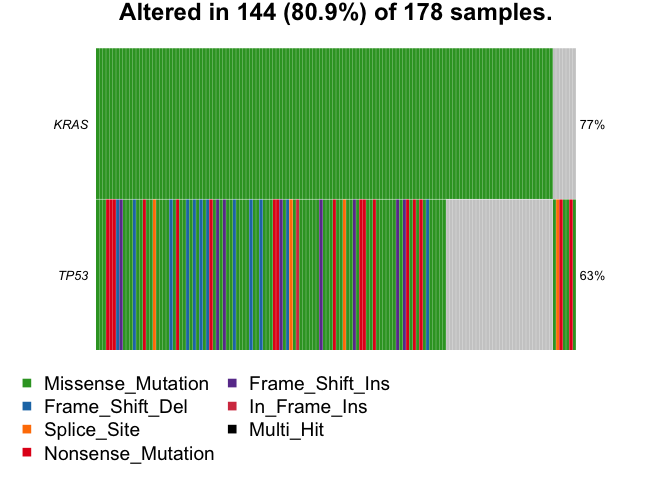 Altered in 144 (80.9%) of 178 samples.
KRAS 77%
TP53 63%
Missense_Mutation Frame_Shift_Ins
Frame_Shift_Del In_Frame_Ins
Splice_Site Multi_Hit
Nonsense_Mutation